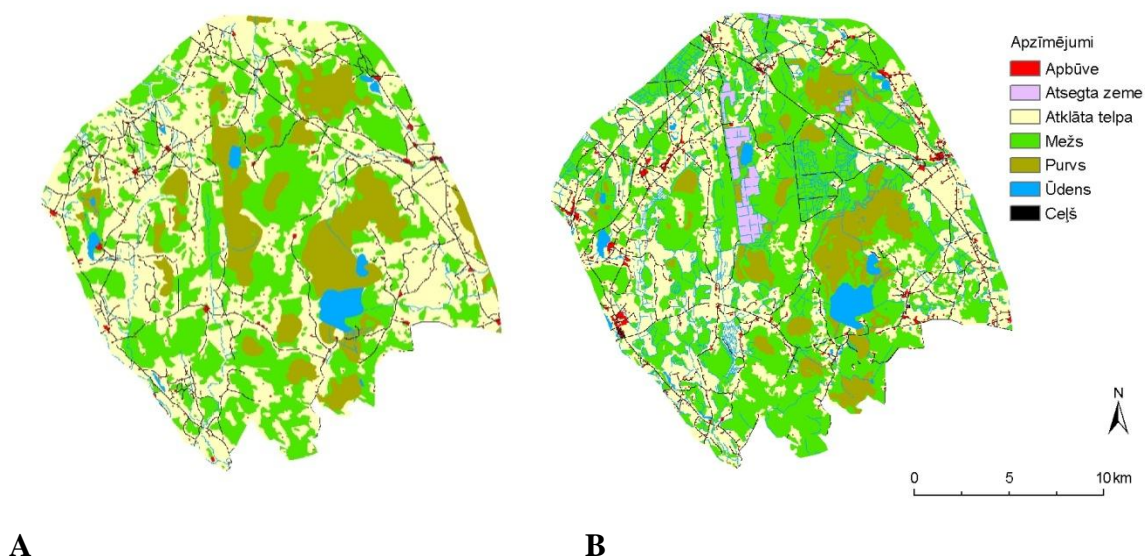 Apzīmējumi
Apbūve
Atsegta zeme
Atklāta telpa
Mežs
Purvs
Ūdens
Ceļš
N
0 5 10 km
A B